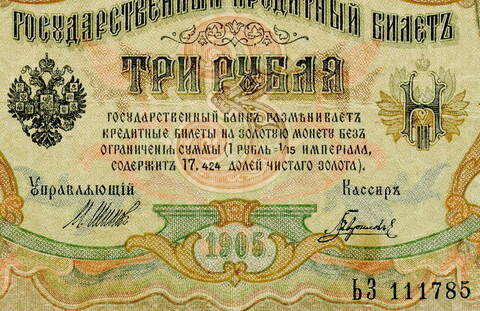 Государственный Кредитный Билетъ
ТРИ РУБЛЯ
ГОСУДАРСТВЕННЫЙ БАНКЪ РАЗМѢНИВАЕТЪ
КРЕДИТНЫЕ БИЛЕТЫ НА ЗОЛОТУЮ МОНЕТУ БЕЗЪ
ОГРАНИЧЕНІЯ СУММЫ (1 РУБЛЬ = 1/15 ИМПЕРІАЛА,
СОДЕРЖИТЪ 17,424 ДОЛЕЙ ЧИСТАГО ЗОЛОТА).
Управляющій Кассиръ
1905
ЬЗ 111785